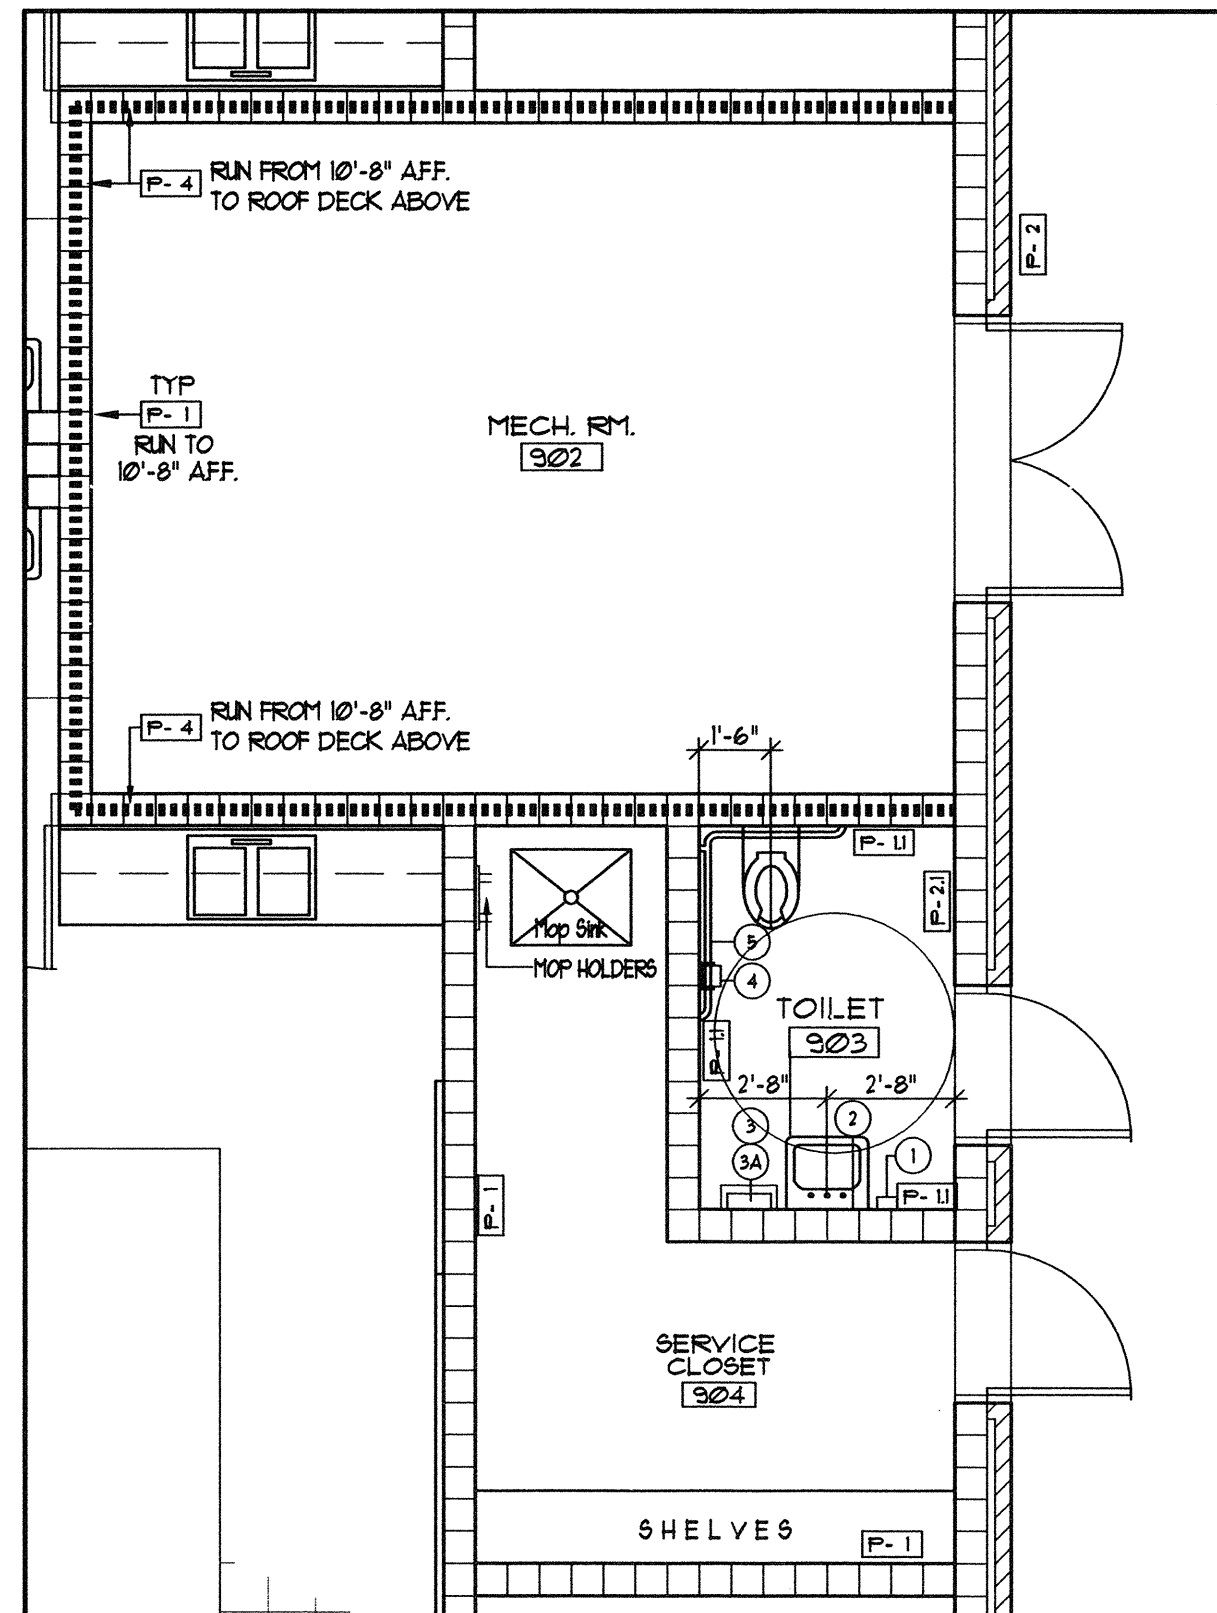 P-4
RUN FROM 10'-8" A.F.F.
TO ROOF DECK ABOVE
P-2
TYP
P-1
RUN TO
10'-8" A.F.F.
MECH. RM.
902
P-4
RUN FROM 10'-8" A.F.F.
TO ROOF DECK ABOVE
1'-6"
P-1.1
P-2.1
Mop Sink
MOP HOLDERS
5
4
TOILET
903
P-1.1
2'-8"
2'-8"
3
2
3A
1
P-1.1
P-1
SERVICE
CLOSET
904
SHELVES
P-1